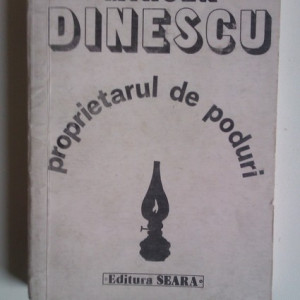 DINESCU
proprietarul de poduri
Editura SEARA